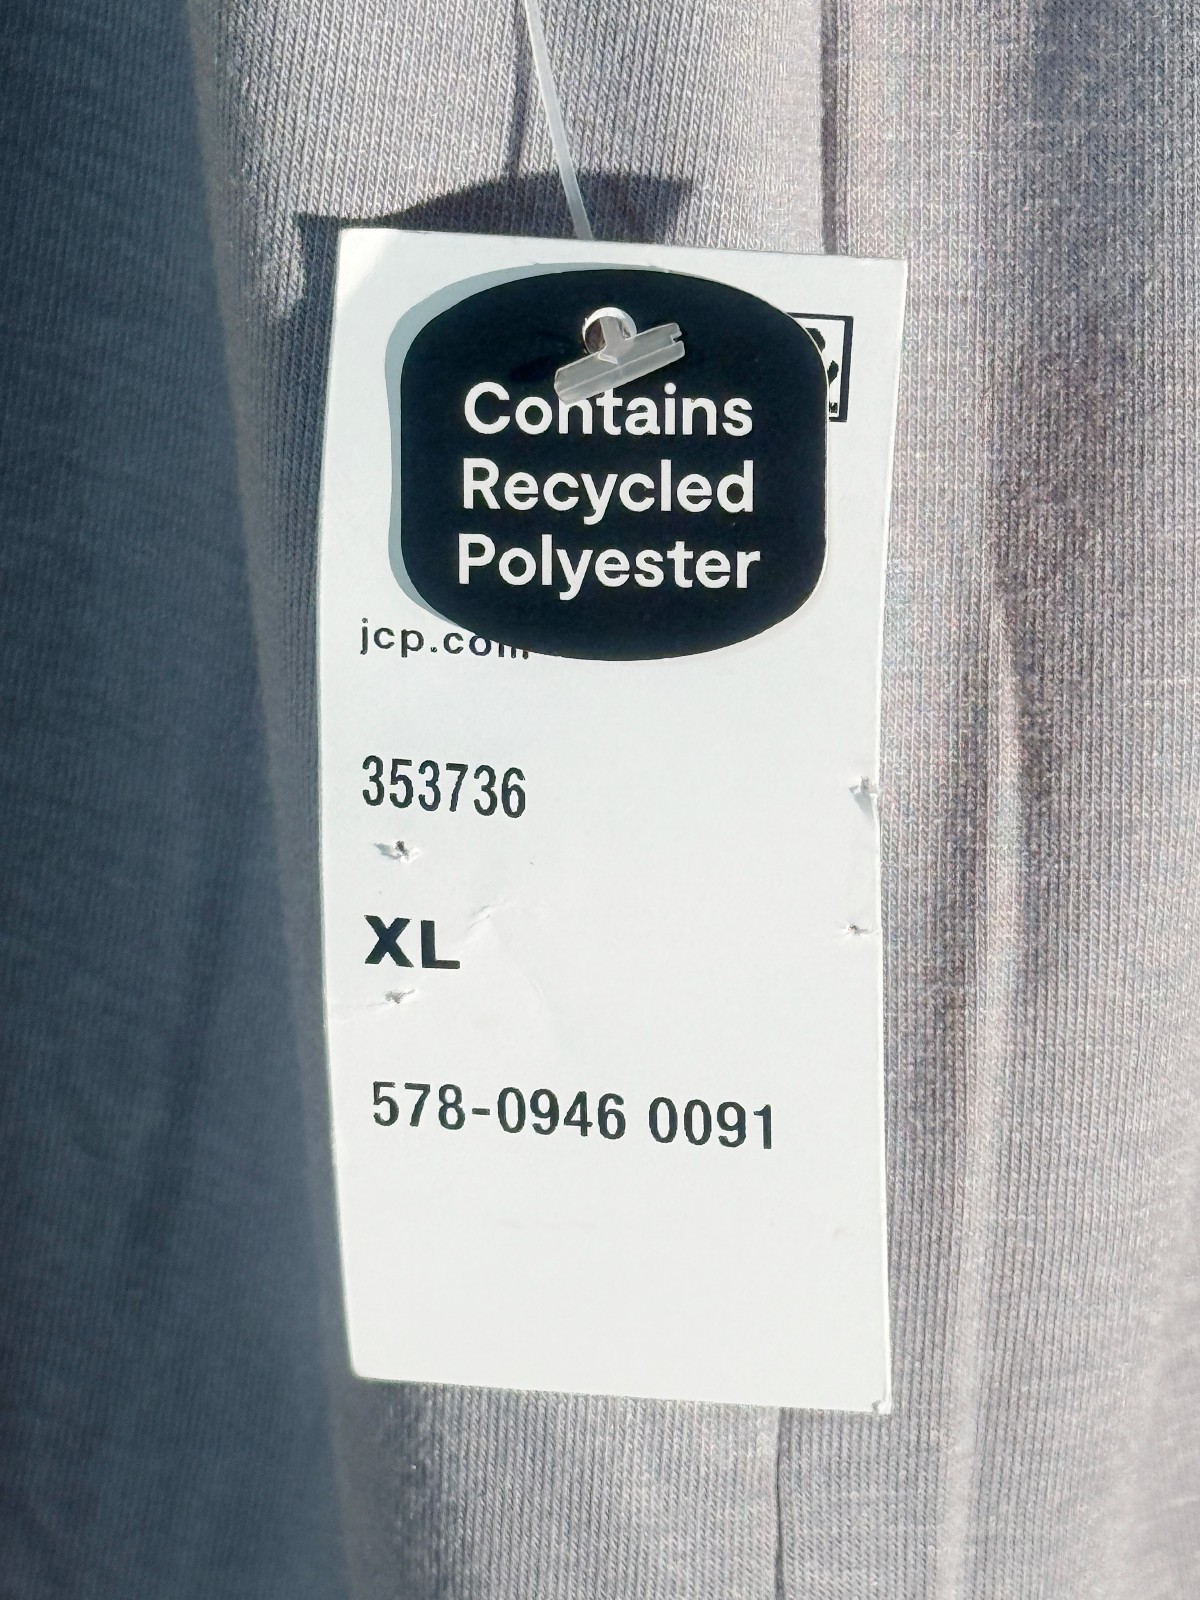 Contains
Recycled
Polyester
jcp.com
353736
XL
578-0946 0091